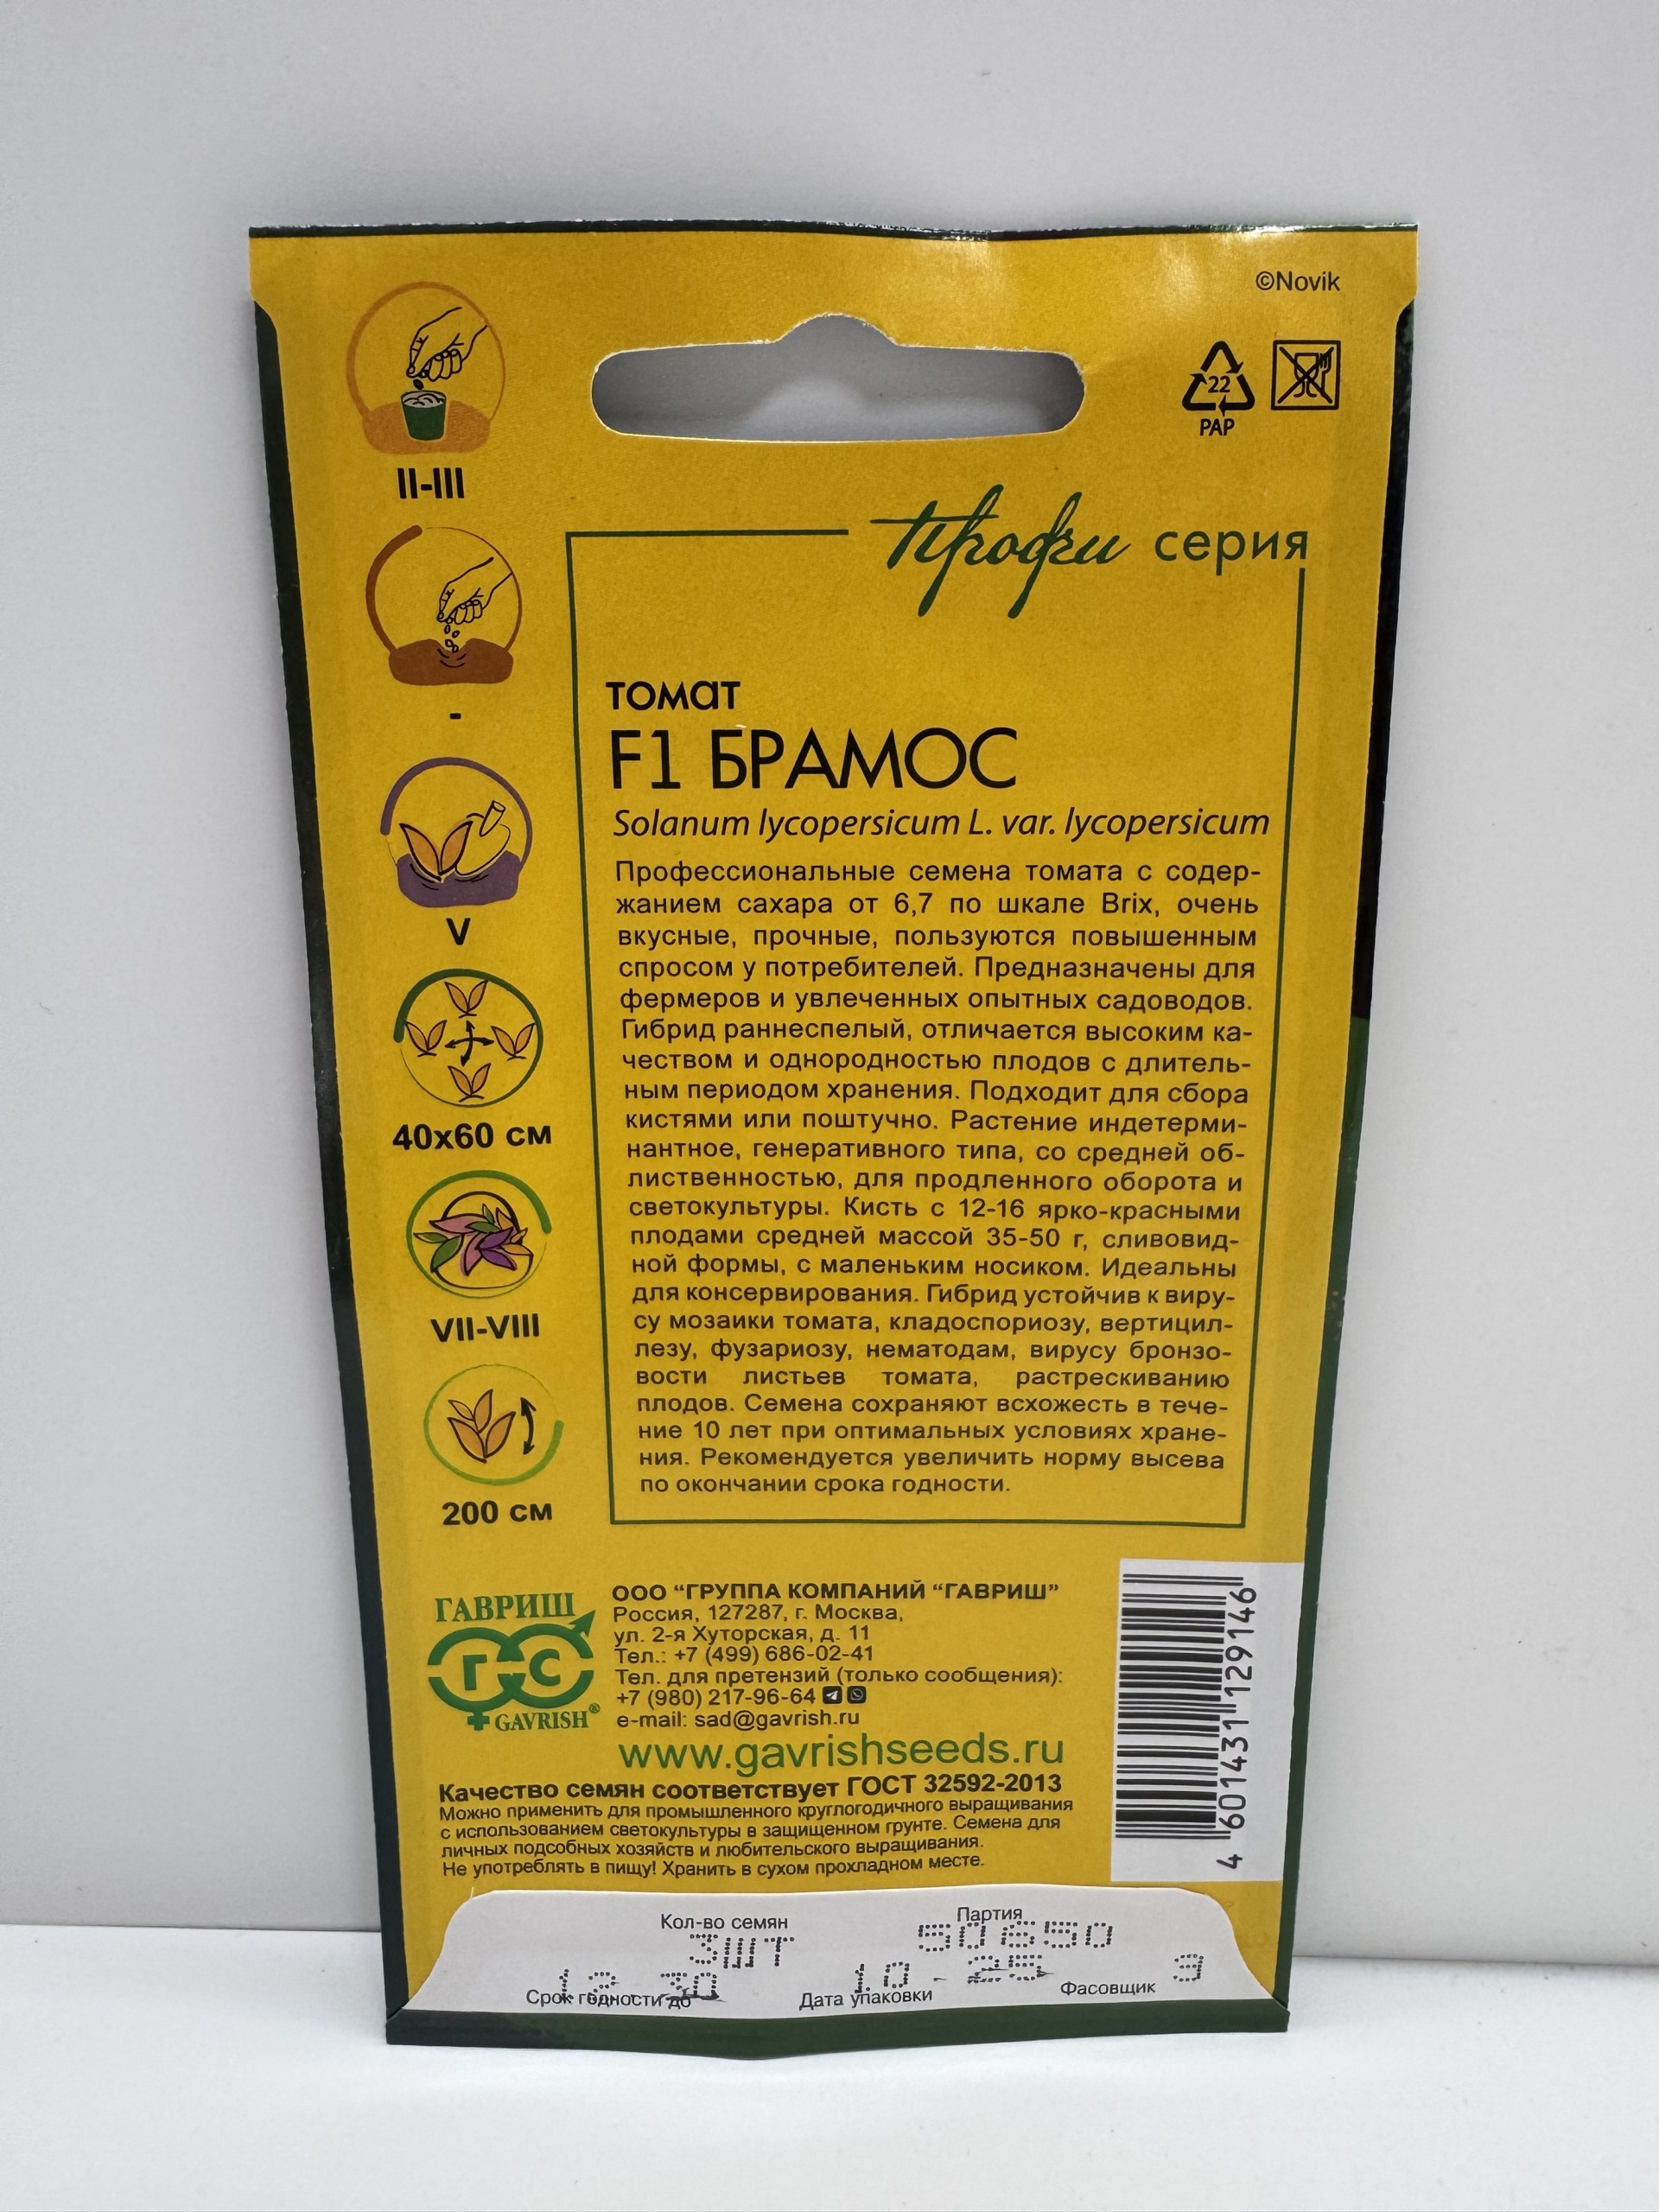 ©Novik
22
PAP
II-III
-
V
40х60 см
VII-VIII
200 см
Профи серия
томат
F1 БРАМОС
Solanum lycopersicum L. var. lycopersicum
Профессиональные семена томата с содер-
жанием сахара от 6,7 по шкале Brix, очень
вкусные, прочные, пользуются повышенным
спросом у потребителей. Предназначены для
фермеров и увлеченных опытных садоводов.
Гибрид раннеспелый, отличается высоким ка-
чеством и однородностью плодов с длитель-
ным периодом хранения. Подходит для сбора
кистями или поштучно. Растение индетерми-
нантное, генеративного типа, со средней об-
лиственностью, для продленного оборота и
светокультуры. Кисть с 12-16 ярко-красными
плодами средней массой 35-50 г, сливовид-
ной формы, с маленьким носиком. Идеальны
для консервирования. Гибрид устойчив к виру-
су мозаики томата, кладоспориозу, вертицил-
лезу, фузариозу, нематодам, вирусу бронзо-
вости листьев томата, растрескиванию
плодов. Семена сохраняют всхожесть в тече-
ние 10 лет при оптимальных условиях хране-
ния. Рекомендуется увеличить норму высева
по окончании срока годности.
ГАВРИШ
ГС
GAVRISH®
ООО “ГРУППА КОМПАНИЙ “ГАВРИШ”
Россия, 127287, г. Москва,
ул. 2-я Хуторская, д. 11
Тел.: +7 (499) 686-02-41
Тел. для претензий (только сообщения):
+7 (980) 217-96-64
e-mail: sad@gavrish.ru
www.gavrishseeds.ru
Качество семян соответствует ГОСТ 32592-2013
Можно применить для промышленного круглогодичного выращивания
с использованием светокультуры в защищенном грунте. Семена для
личных подсобных хозяйств и любительского выращивания.
Не употреблять в пищу! Хранить в сухом прохладном месте.
4 601431 129146
Кол-во семян
3шт
Партия
50650
12-30
10-25
9
Срок годности до
Дата упаковки
Фасовщик